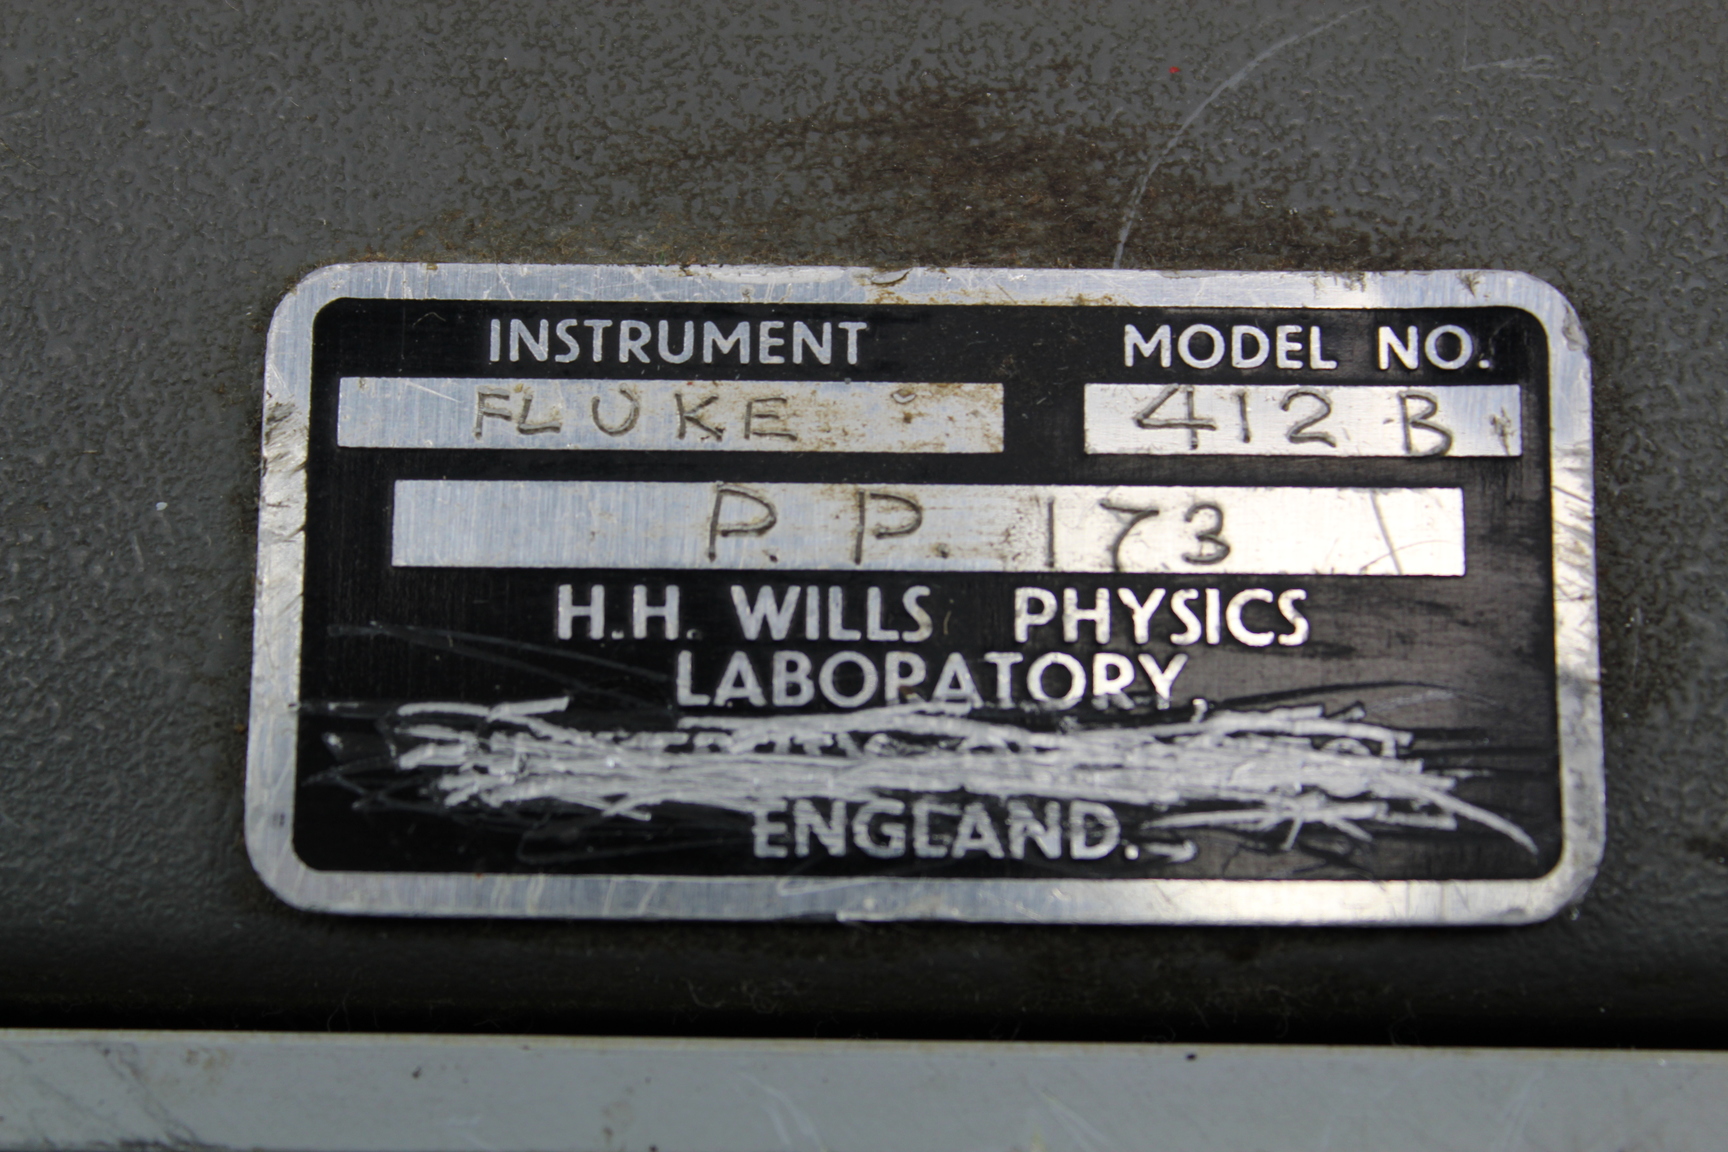 INSTRUMENT MODEL NO.
FLUKE 412 B
P. P. 173
H.H. WILLS PHYSICS
LABORATORY,
ENGLAND.